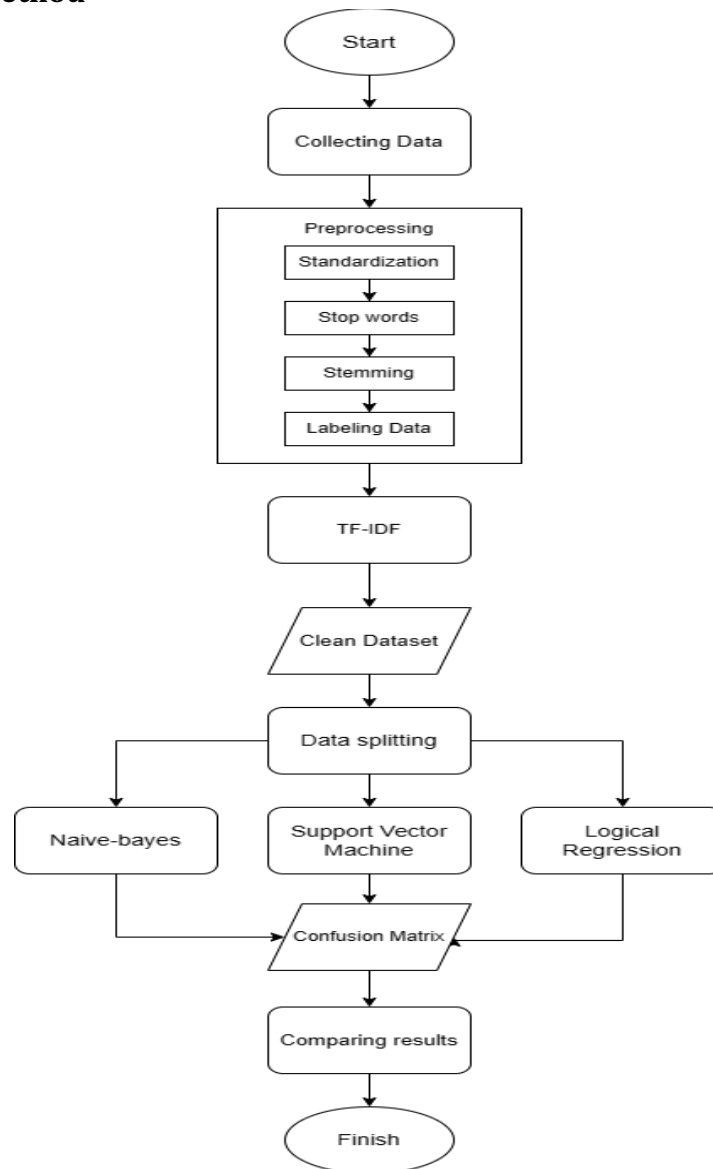 Start
Collecting Data
Preprocessing
Standardization
Stop words
Stemming
Labeling Data
TF-IDF
Clean Dataset
Data splitting
Naive-bayes
Support Vector
Machine
Logical
Regression
Confusion Matrix
Comparing results
Finish